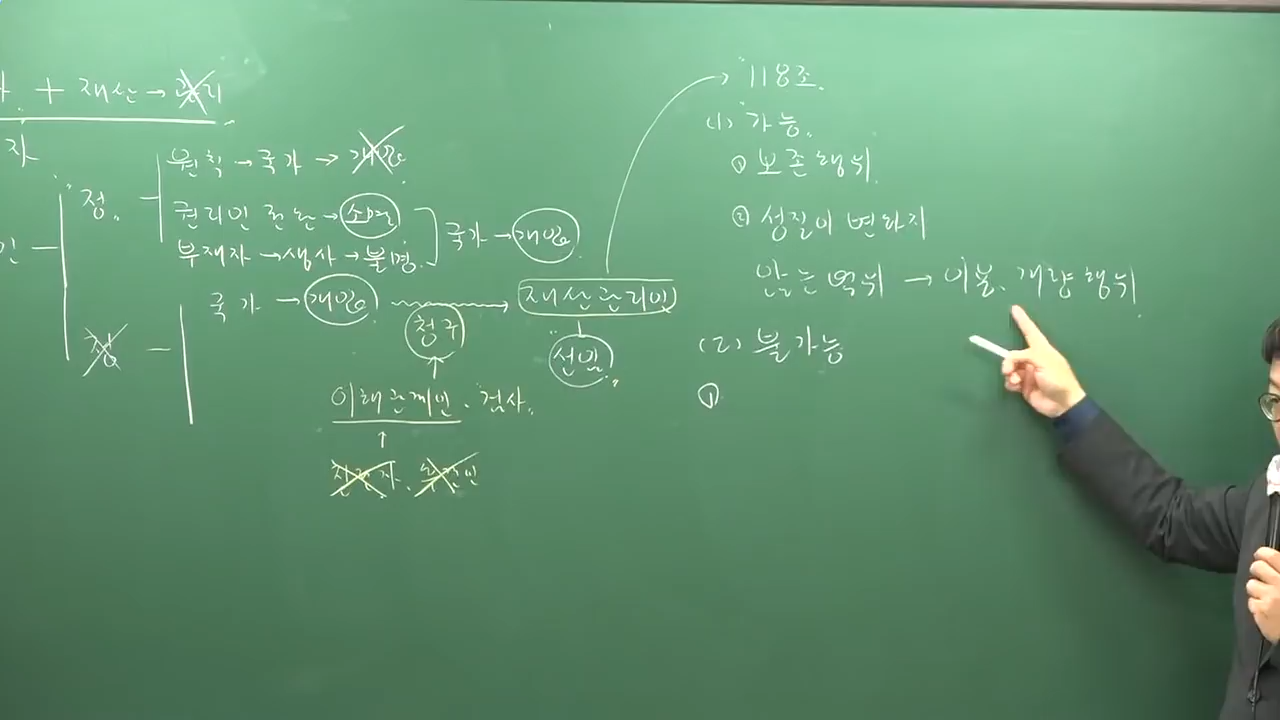 + 재산 → 관리
자
정.
원칙 → 국가 → 개입
권리인 존손 → 소멸
부재자 → 생사 → 불명.
국가 → 개입
국가 → 개입
청구
재산관리인
선임
이해관계인. 검사.
118조.
(1) 가능.
① 보존행위.
② 성질이 변하지
않는 범위 → 이용. 개량행위.
(2) 불가능
①